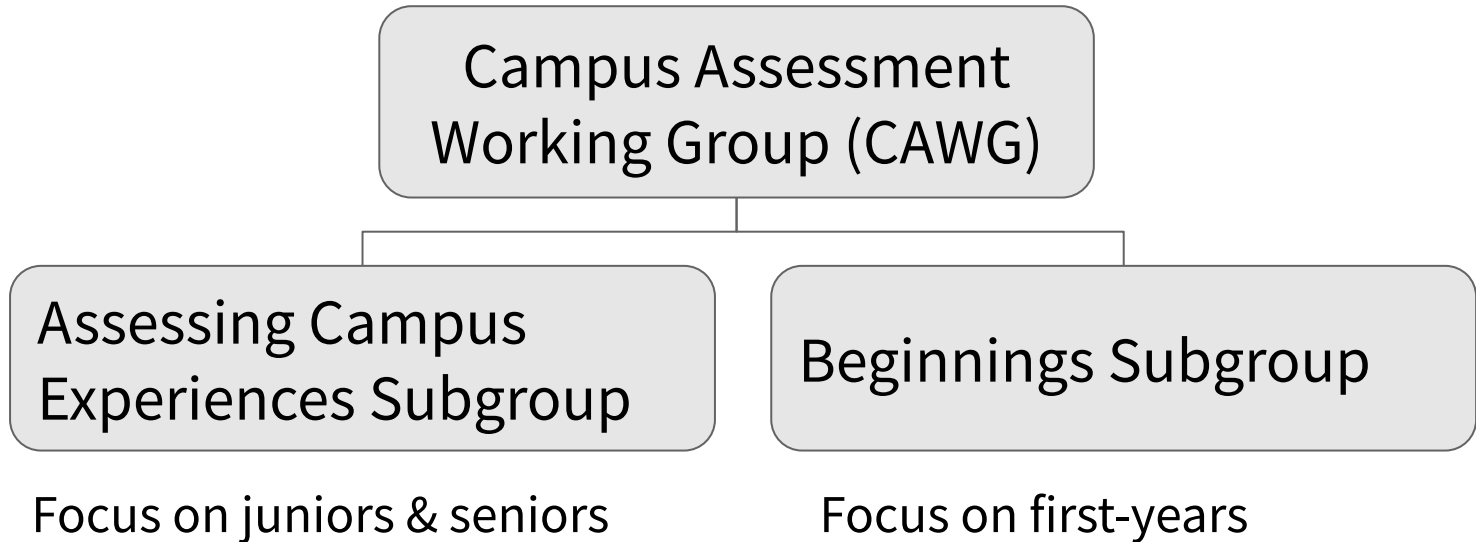 Campus Assessment
Working Group (CAWG)
Assessing Campus
Experiences Subgroup
Beginnings Subgroup
Focus on juniors & seniors
Focus on first-years